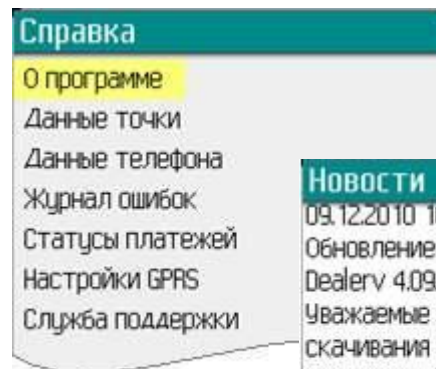 Справка
О программе
Данные точки
Данные телефона
Журнал ошибок
Статусы платежей
Настройки GPRS
Служба поддержки
Новости
09.12.2010 1
Обновление
Dealerv 4.09
Уважаемые
скачивания